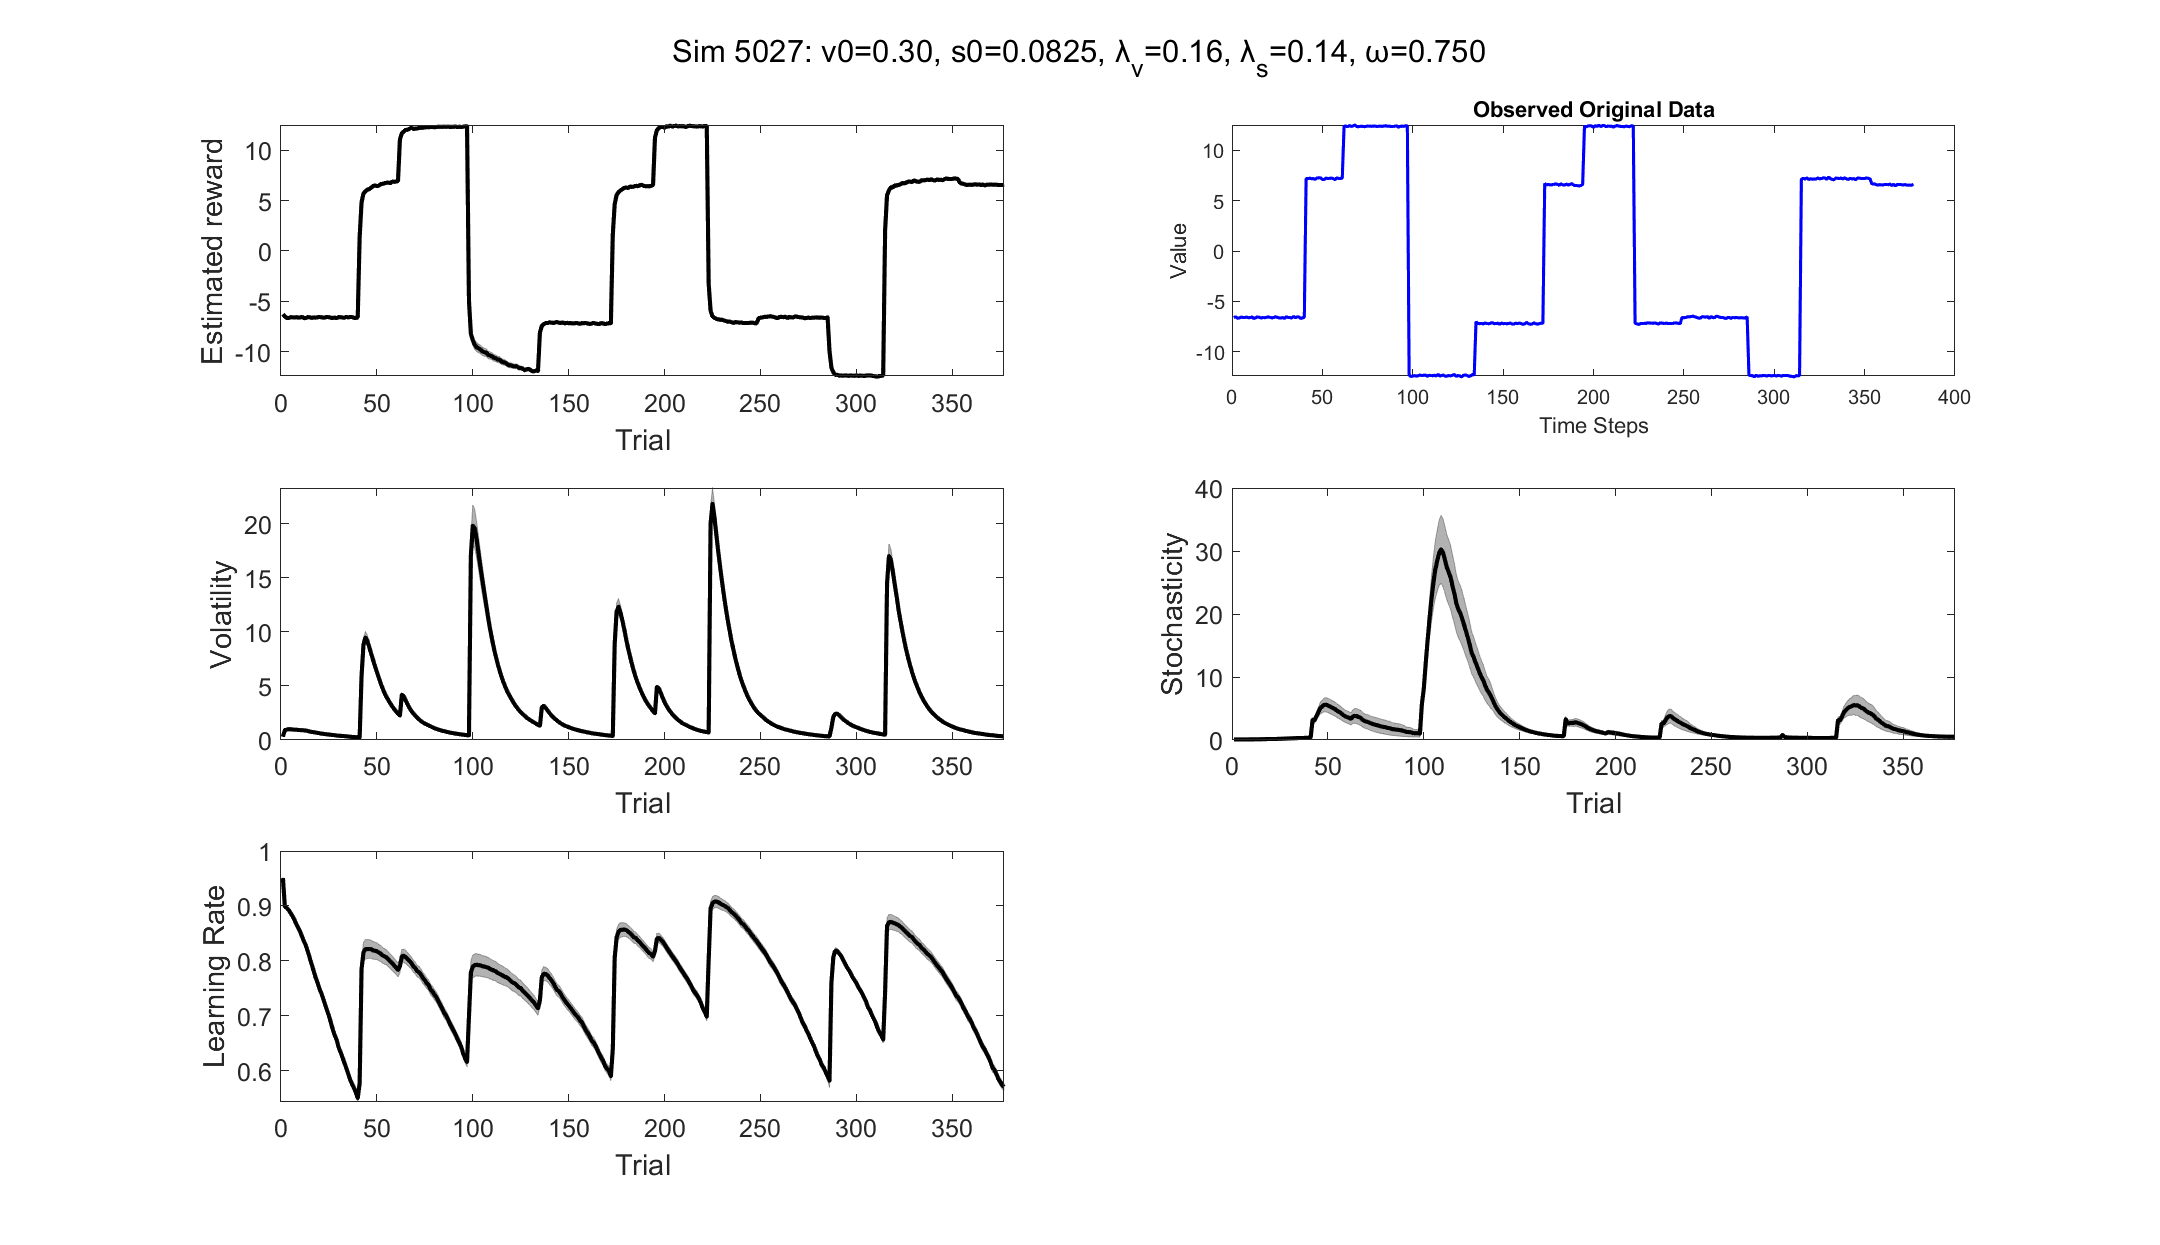 Sim 5027: v0=0.30, s0=0.0825, λ_v=0.16, λ_s=0.14, ω=0.750
Estimated reward
10
5
0
-5
-10
0 50 100 150 200 250 300 350
Trial
Observed Original Data
Value
10
5
0
-5
-10
0 50 100 150 200 250 300 350 400
Time Steps
Volatility
20
15
10
5
0
0 50 100 150 200 250 300 350
Trial
Stochasticity
40
30
20
10
0
0 50 100 150 200 250 300 350
Trial
Learning Rate
1
0.9
0.8
0.7
0.6
0 50 100 150 200 250 300 350
Trial